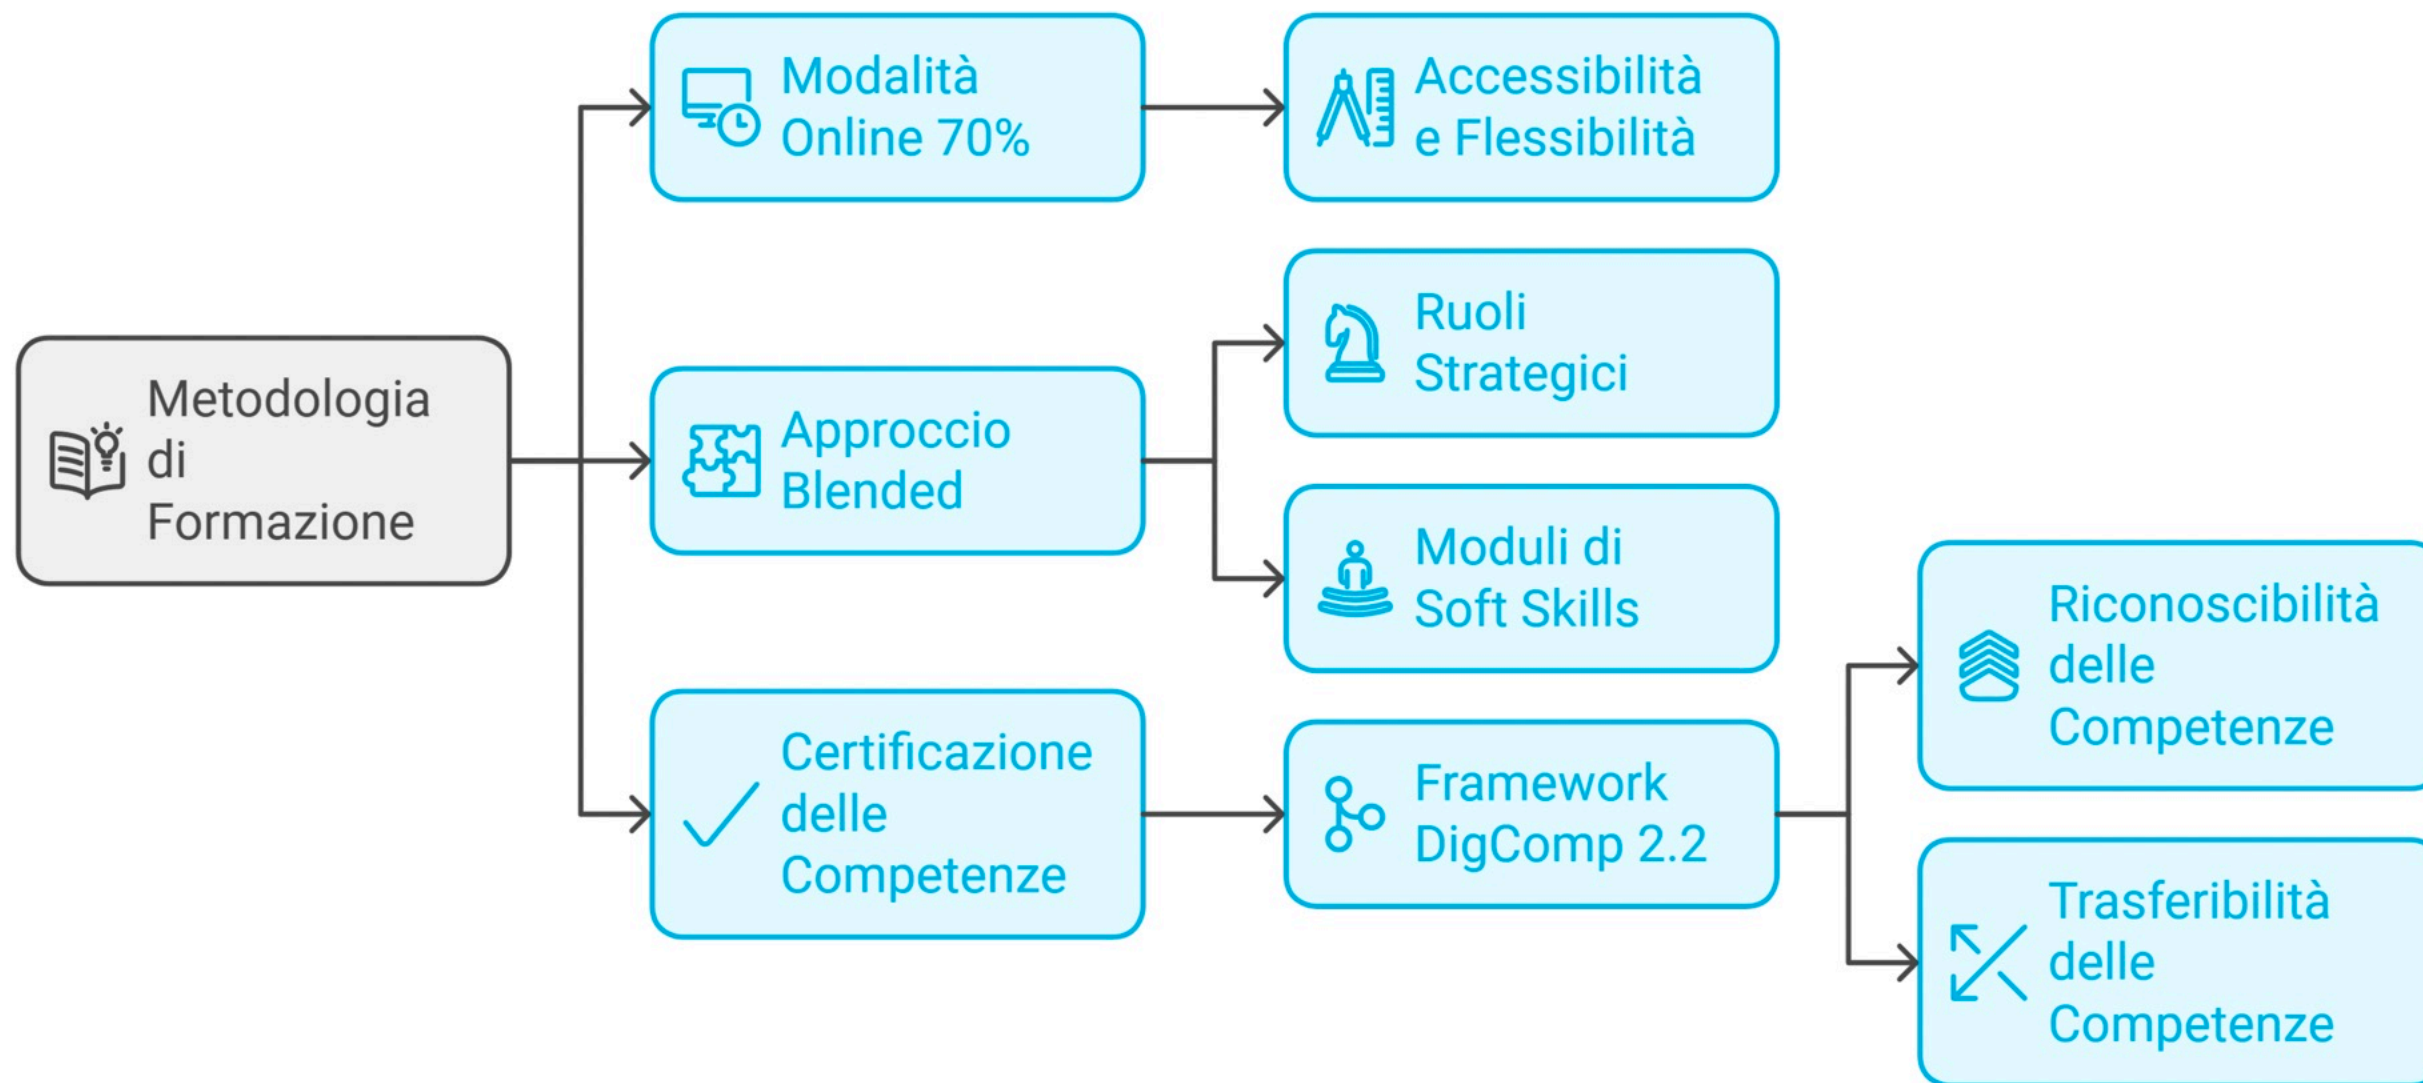 Modalità
Online 70%
Accessibilità
e Flessibilità
Ruoli
Strategici
Metodologia
di
Formazione
Approccio
Blended
Moduli di
Soft Skills
Riconoscibilità
delle
Competenze
Certificazione
delle
Competenze
Framework
DigComp 2.2
Trasferibilità
delle
Competenze